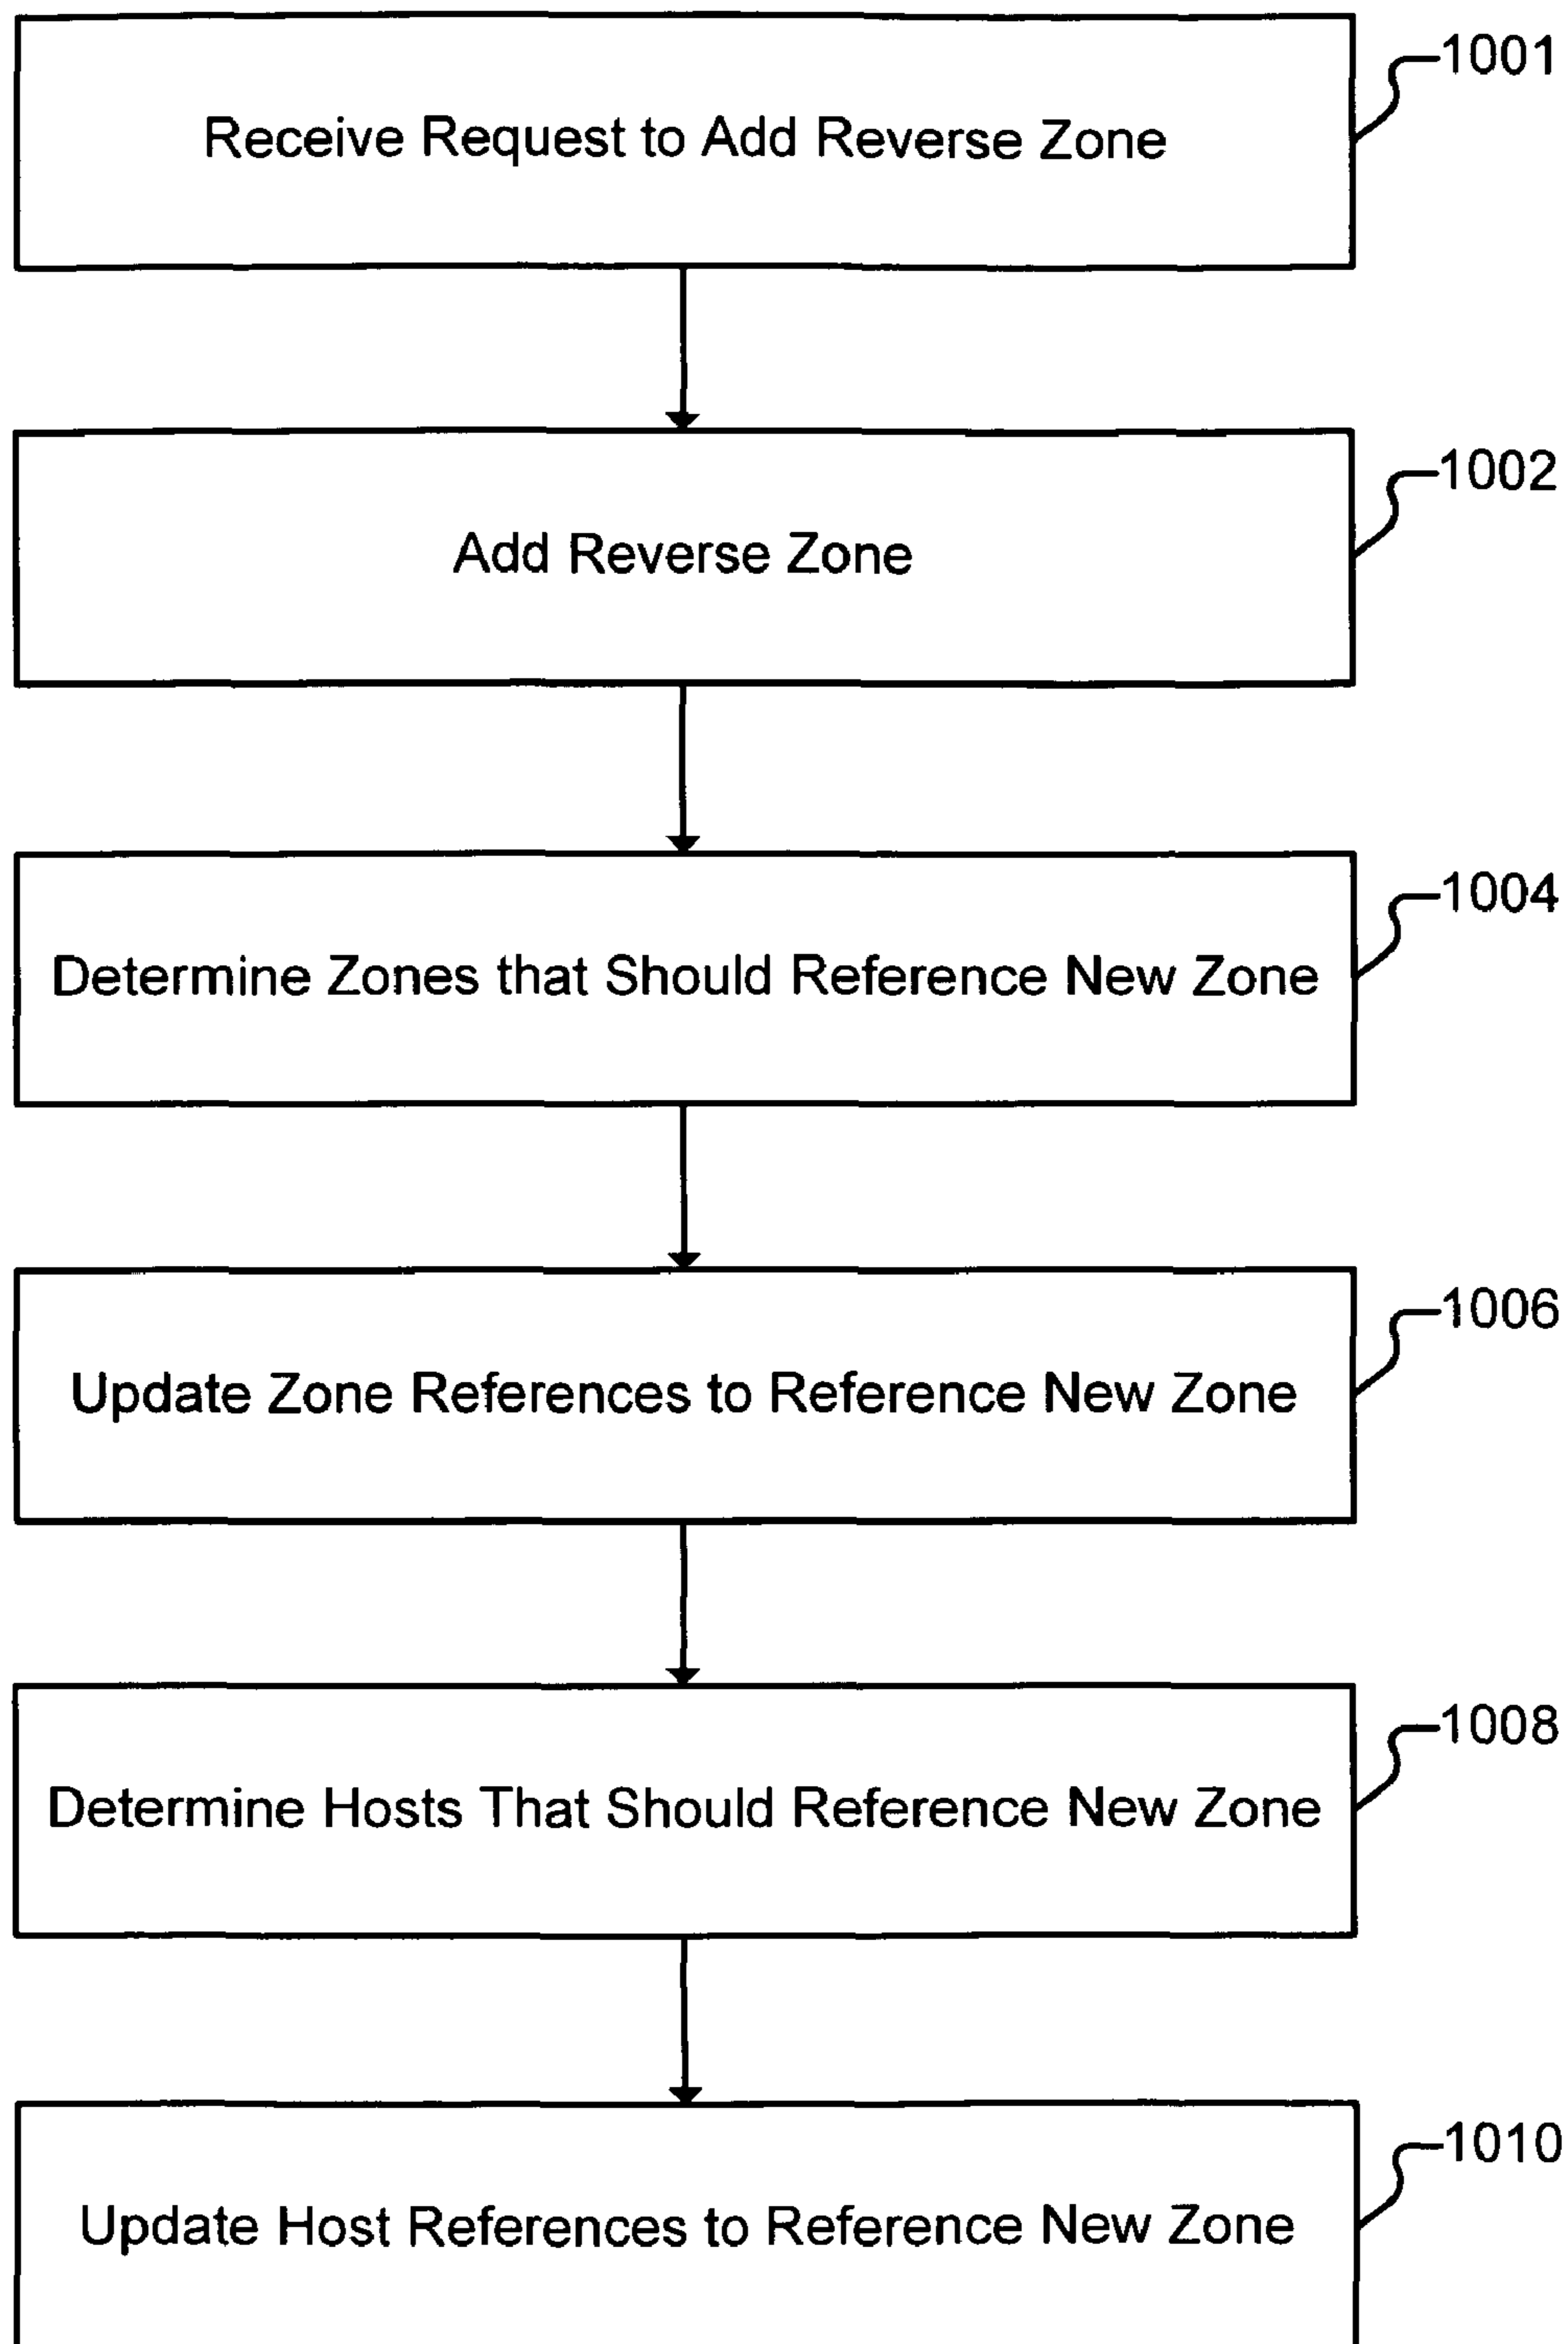 1001
Receive Request to Add Reverse Zone
1002
Add Reverse Zone
1004
Determine Zones that Should Reference New Zone
1006
Update Zone References to Reference New Zone
1008
Determine Hosts That Should Reference New Zone
1010
Update Host References to Reference New Zone